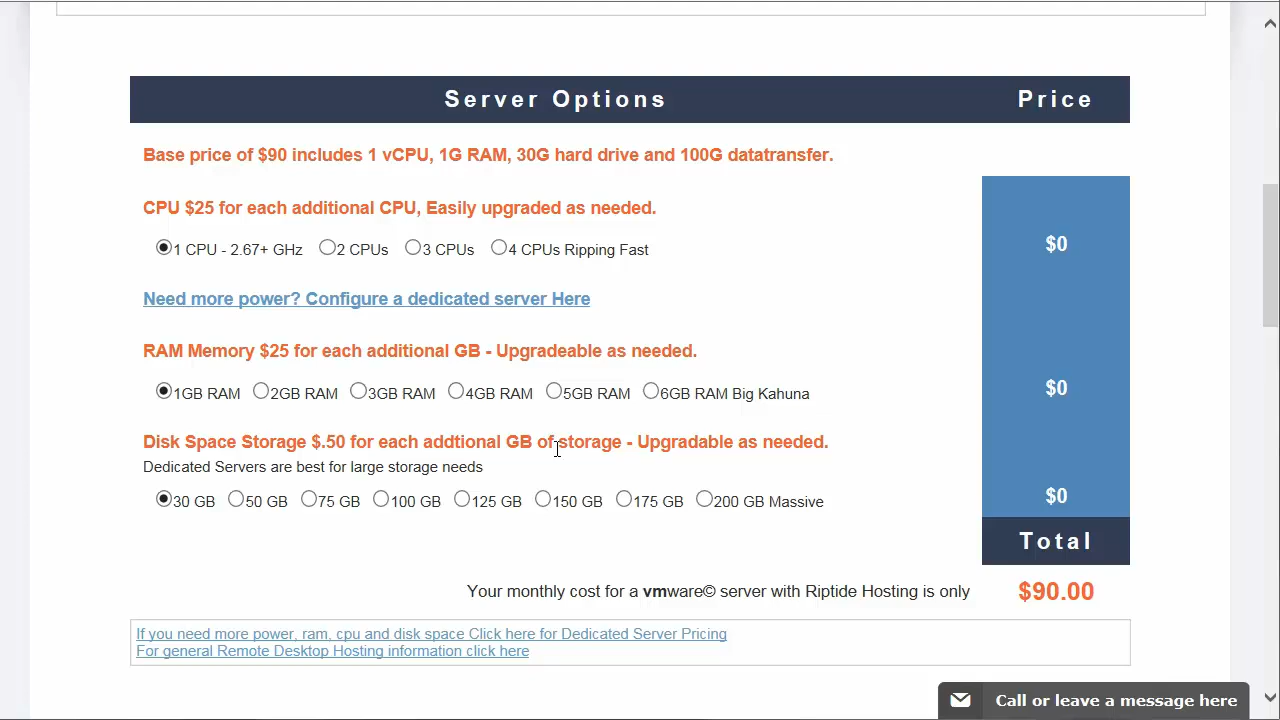 Server Options Price
Base price of $90 includes 1 vCPU, 1G RAM, 30G hard drive and 100G datatransfer.
CPU $25 for each additional CPU, Easily upgraded as needed.
1 CPU - 2.67+ GHz 2 CPUs 3 CPUs 4 CPUs Ripping Fast
$0
Need more power? Configure a dedicated server Here
RAM Memory $25 for each additional GB - Upgradeable as needed.
1GB RAM 2GB RAM 3GB RAM 4GB RAM 5GB RAM 6GB RAM Big Kahuna
$0
Disk Space Storage $.50 for each addtional GB of storage - Upgradable as needed.
Dedicated Servers are best for large storage needs
30 GB 50 GB 75 GB 100 GB 125 GB 150 GB 175 GB 200 GB Massive
$0
Total
Your monthly cost for a vmware© server with Riptide Hosting is only $90.00
If you need more power, ram, cpu and disk space Click here for Dedicated Server Pricing
For general Remote Desktop Hosting information click here
Call or leave a message here